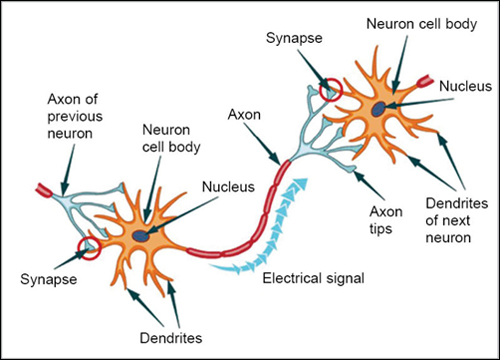 Synapse
Neuron cell body
Nucleus
Axon of
previous
neuron
Neuron
cell body
Axon
Nucleus
Dendrites
of next
neuron
Axon
tips
Synapse
Electrical signal
Dendrites